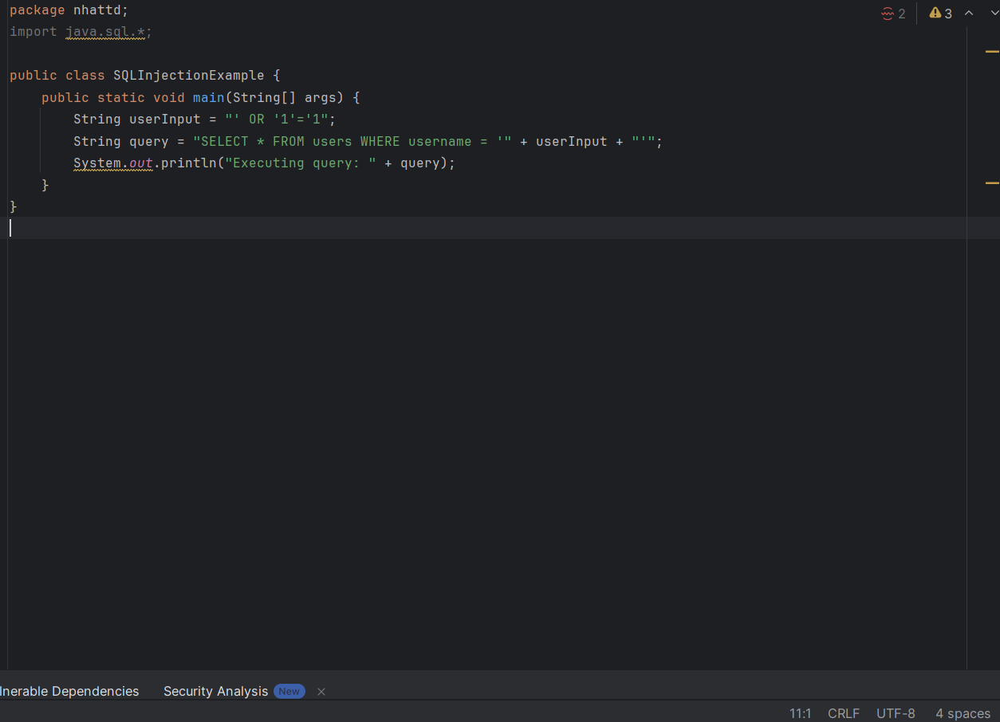 package nhattd;
2 3
import java.sql.*;
public class SQLInjectionExample {
public static void main(String[] args) {
String userInput = "' OR '1'='1";
String query = "SELECT * FROM users WHERE username = '" + userInput + "'";
System.out.println("Executing query: " + query);
}
}
lnerable Dependencies Security Analysis New
11:1 CRLF UTF-8 4 spaces